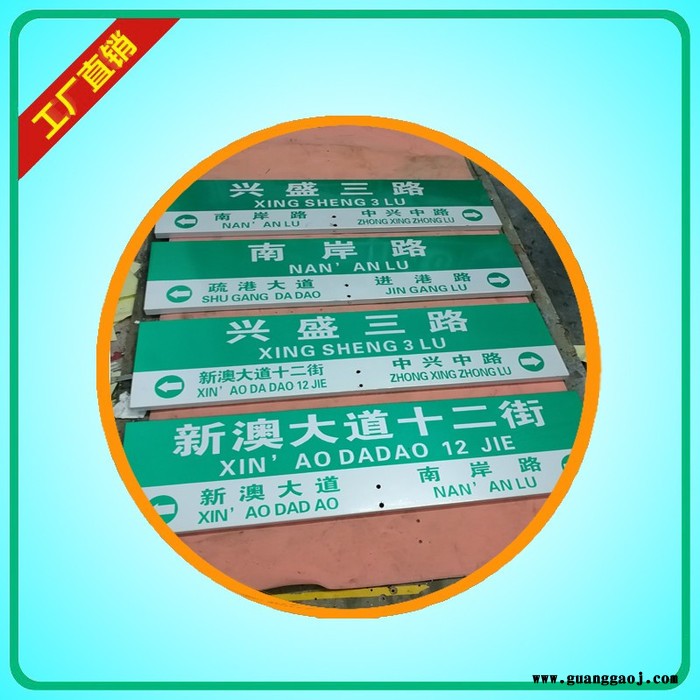 工厂直销
兴盛三路
XING SHENG 3 LU
南岸路 中兴中路
NAN'AN LU ZHONG XING ZHONG LU
南岸路
NAN'AN LU
疏港大道 进港路
SHU GANG DA DAO JIN GANG LU
兴盛三路
XING SHENG 3 LU
新澳大道十二街 中兴中路
XIN'AO DA DAO 12 JIE ZHONG XING ZHONG LU
新澳大道十二街
XIN'AO DADAO 12 JIE
新澳大道 南岸路
XIN'AO DAD AO NAN'AN LU
www.guanggaoj.com